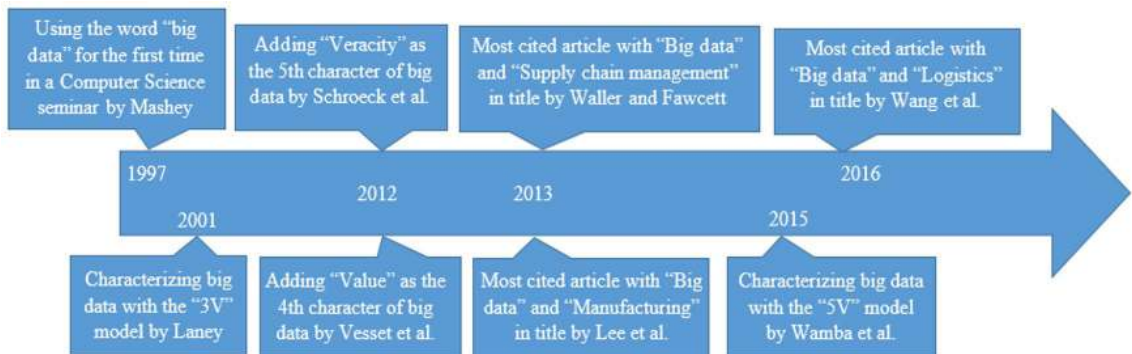 Using the word “big
data” for the first time
in a Computer Science
seminar by Mashey
Adding “Veracity” as
the 5th character of big
data by Schroeck et al.
Most cited article with “Big data”
and “Supply chain management”
in title by Waller and Fawcett
Most cited article with
“Big data” and “Logistics”
in title by Wang et al.
1997
2001
2012
2013
2015
2016
Characterizing big
data with the “3V”
model by Laney
Adding “Value” as the
4th character of big
data by Vesset et al.
Most cited article with “Big
data” and “Manufacturing”
in title by Lee et al.
Characterizing big data
with the “5V” model
by Wamba et al.